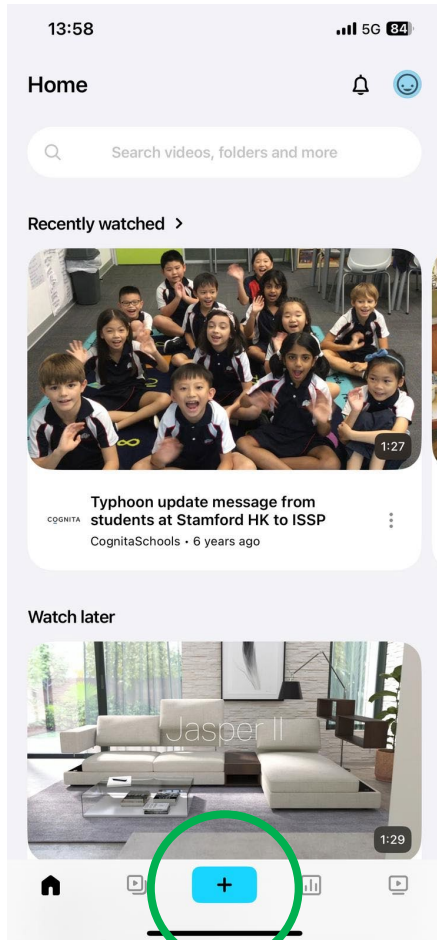 13:58
5G 84
Home
Search videos, folders and more
Recently watched >
1:27
COGNITA
Typhoon update message from
students at Stamford HK to ISSP
CognitaSchools • 6 years ago
Watch later
Jasper II
1:29